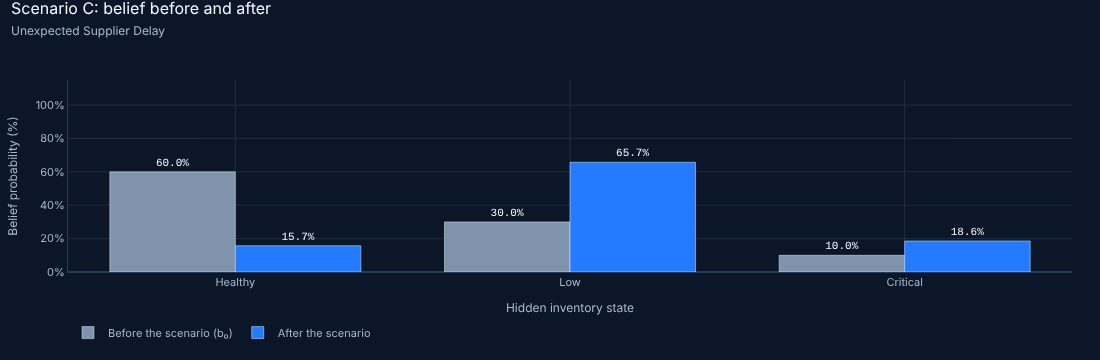 Scenario C: belief before and after
Unexpected Supplier Delay
Belief probability (%)
100%
80%
60%
40%
20%
0%
60.0%
15.7%
30.0%
65.7%
10.0%
18.6%
Healthy
Low
Critical
Hidden inventory state
Before the scenario (b₀)
After the scenario